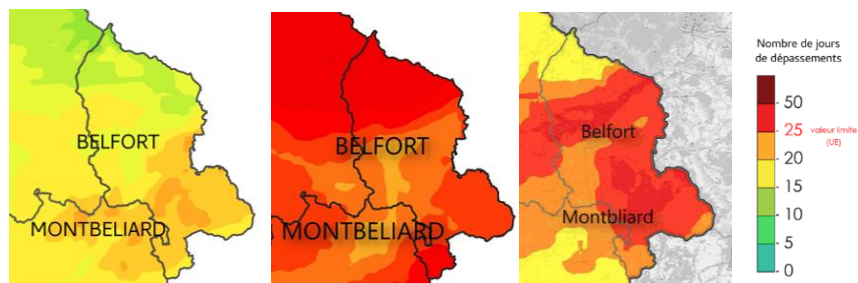 BELFORT
MONTBELIARD
BELFORT
S MONTBELIARD
Belfort
Montbliard
Nombre de jours
de dépassements
50
25 valeur limite
(UE)
20
15
10
5
0